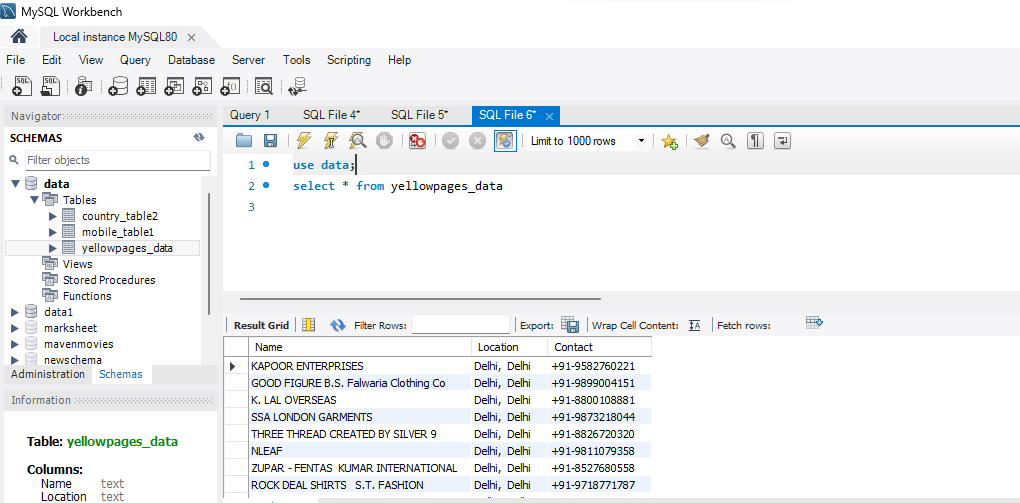 MySQL Workbench
Local instance MySQL80
File Edit View Query Database Server Tools Scripting Help
Navigator
SCHEMAS
Filter objects
data
Tables
country_table2
mobile_table1
yellowpages_data
Views
Stored Procedures
Functions
data1
marksheet
mavenmovies
newschema
Administration Schemas
Information
Table: yellowpages_data
Columns:
Name text
Location text
Query 1 SQL File 4* SQL File 5* SQL File 6*
Limit to 1000 rows
1 use data;
2 select * from yellowpages_data
3
Result Grid Filter Rows: Export: Wrap Cell Content: Fetch rows:
Name Location Contact
KAPOOR ENTERPRISES Delhi, Delhi +91-9582760221
GOOD FIGURE B.S. Falwaria Clothing Co Delhi, Delhi +91-9899004151
K. LAL OVERSEAS Delhi, Delhi +91-8800108881
SSA LONDON GARMENTS Delhi, Delhi +91-9873218044
THREE THREAD CREATED BY SILVER 9 Delhi, Delhi +91-8826720320
NLEAF Delhi, Delhi +91-9811079358
ZUPAR - FENTAS KUMAR INTERNATIONAL Delhi, Delhi +91-8527680558
ROCK DEAL SHIRTS S.T. FASHION Delhi, Delhi +91-9718771787